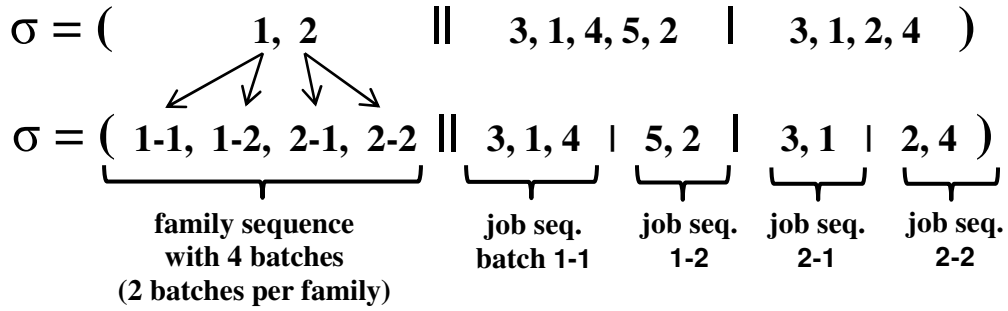 σ = ( 1, 2 || 3, 1, 4, 5, 2 | 3, 1, 2, 4 )
σ = ( 1-1, 1-2, 2-1, 2-2 || 3, 1, 4 | 5, 2 | 3, 1 | 2, 4 )
family sequence
with 4 batches
(2 batches per family)
job seq.
batch 1-1
job seq.
1-2
job seq.
2-1
job seq.
2-2